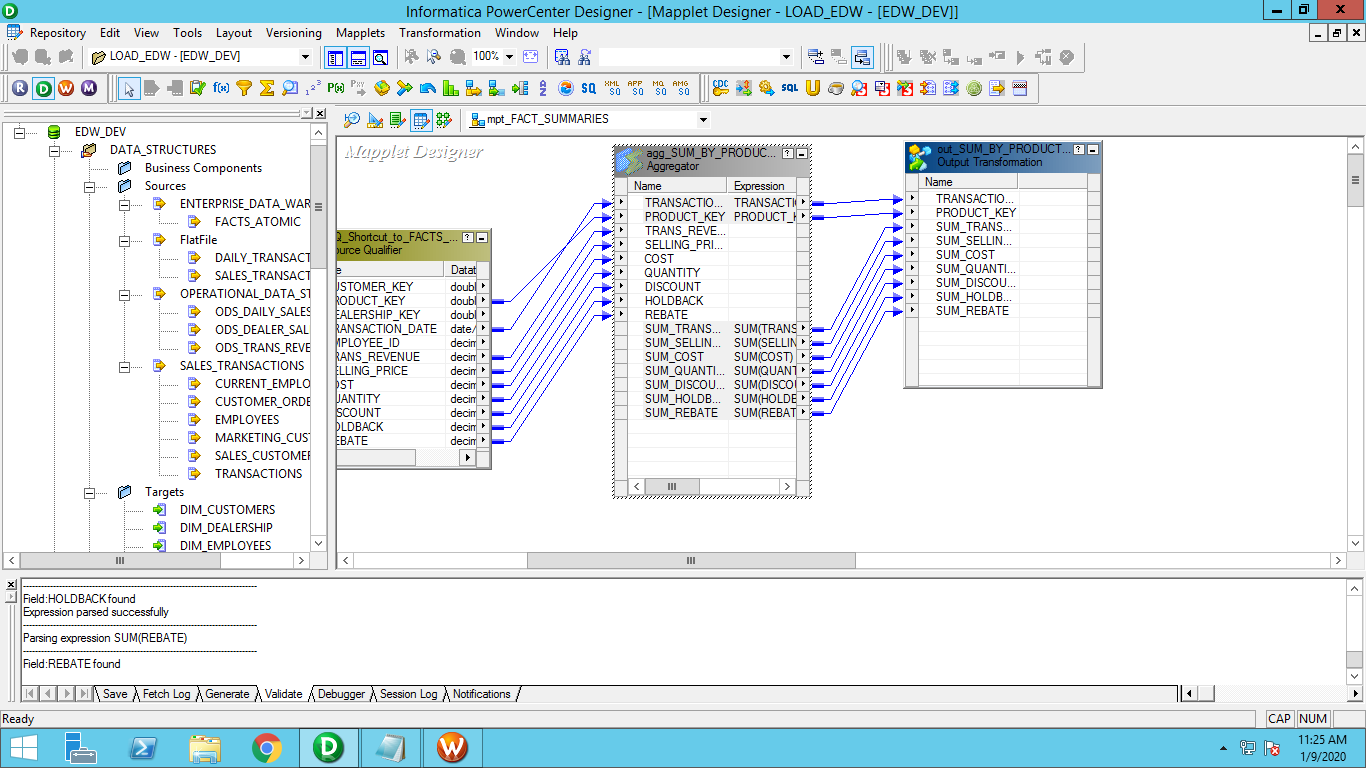 Informatica PowerCenter Designer - [Mapplet Designer - LOAD_EDW - [EDW_DEV]]
Repository Edit View Tools Layout Versioning Mapplets Transformation Window Help
LOAD_EDW - [EDW_DEV]
100%
mpt_FACT_SUMMARIES
EDW_DEV
DATA_STRUCTURES
Business Components
Sources
ENTERPRISE_DATA_WAR
FACTS_ATOMIC
FlatFile
DAILY_TRANSACT
SALES_TRANSACT
OPERATIONAL_DATA_ST
ODS_DAILY_SALES
ODS_DEALER_SAL
ODS_TRANS_REVE
SALES_TRANSACTIONS
CURRENT_EMPLO
CUSTOMER_ORDE
EMPLOYEES
MARKETING_CUST
SALES_CUSTOMER
TRANSACTIONS
Targets
DIM_CUSTOMERS
DIM_DEALERSHIP
DIM_EMPLOYEES
Mapplet Designer
Q_Shortcut_to_FACTS_...
ource Qualifier
e Datat
USTOMER_KEY doubl
RODUCT_KEY doubl
EALERSHIP_KEY doubl
RANSACTION_DATE date/
MPLOYEE_ID decim
RANS_REVENUE decim
ELLING_PRICE decim
OST decim
UANTITY decim
ISCOUNT decim
OLDBACK decim
EBATE decim
agg_SUM_BY_PRODUC...
Aggregator
Name Expression
TRANSACTIO... TRANSACTI
PRODUCT_KEY PRODUCT_K
TRANS_REVE...
SELLING_PRI...
COST
QUANTITY
DISCOUNT
HOLDBACK
REBATE
SUM_TRANS... SUM(TRANS
SUM_SELLIN... SUM(SELLIN
SUM_COST SUM(COST)
SUM_QUANTI... SUM(QUANT
SUM_DISCOU... SUM(DISCOU
SUM_HOLDB... SUM(HOLDB
SUM_REBATE SUM(REBAT
out_SUM_BY_PRODUCT...
Output Transformation
Name
TRANSACTIO...
PRODUCT_KEY
SUM_TRANS...
SUM_SELLIN...
SUM_COST
SUM_QUANTI...
SUM_DISCOU...
SUM_HOLDB...
SUM_REBATE
Field:HOLDBACK found
Expression parsed successfully
Parsing expression SUM(REBATE)
Field:REBATE found
Save Fetch Log Generate Validate Debugger Session Log Notifications
Ready
CAP NUM
11:25 AM
1/9/2020